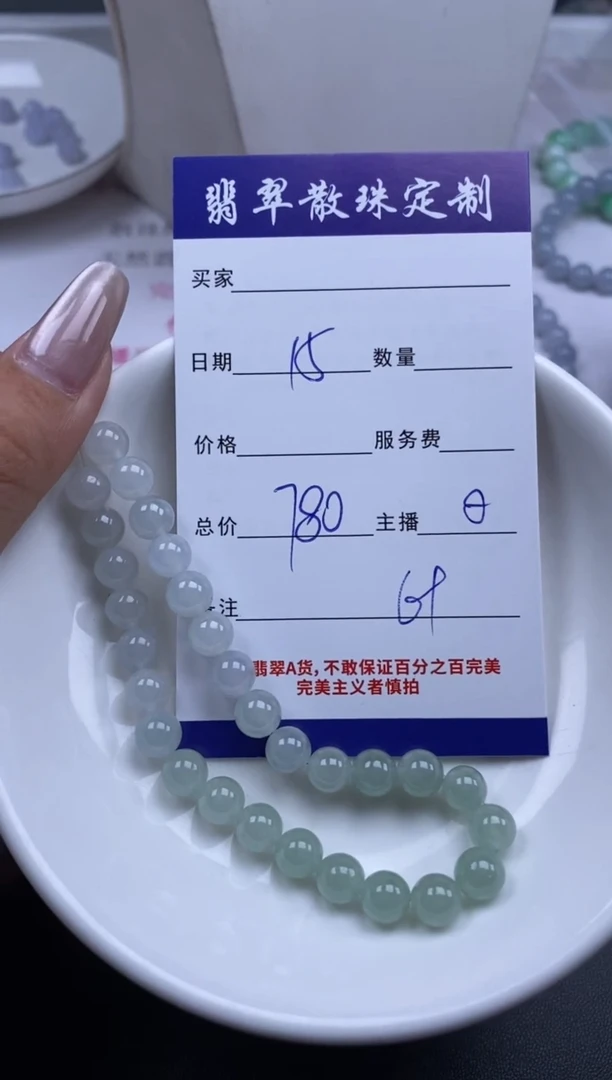 翡翠散珠定制
买家
日期 15 数量
价格 服务费
总价 780 主播 θ
注
翡翠A货，不敢保证百分之百完美
完美主义者慎拍